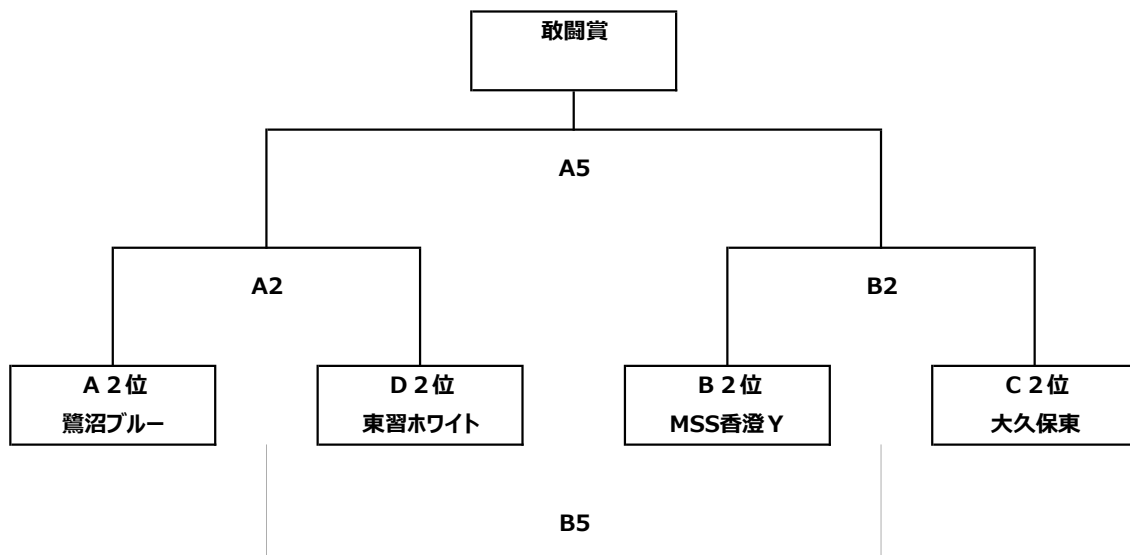 敢闘賞
A5
A2
B2
A２位
鷺沼ブルー
D２位
東習ホワイト
B２位
MSS香澄Y
C２位
大久保東
B5